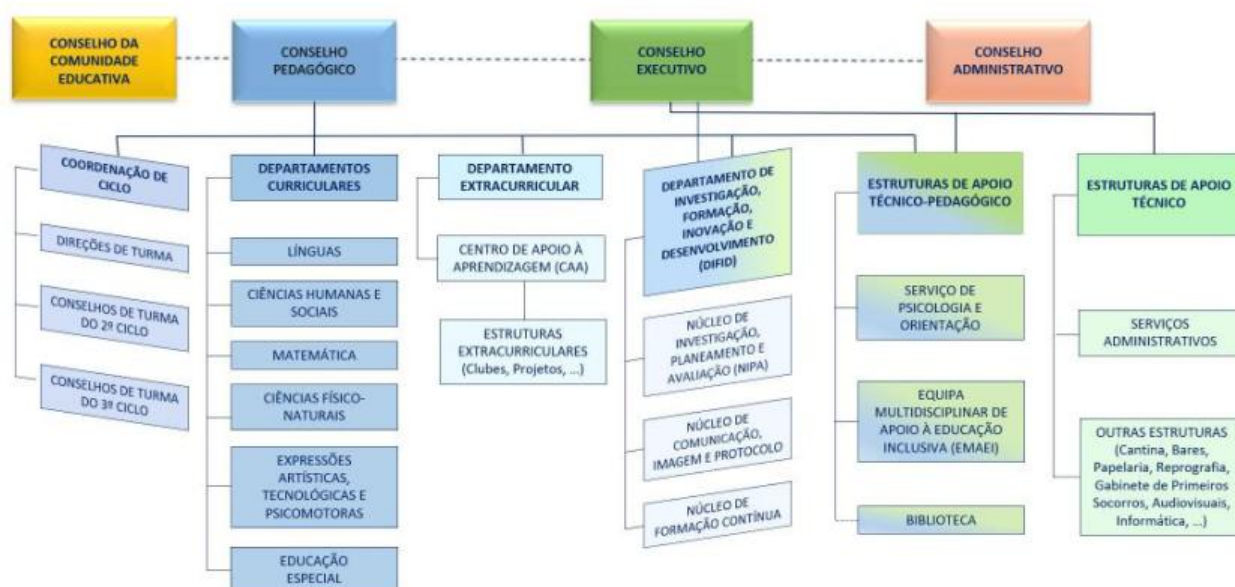 CONSELHO DA
COMUNIDADE
EDUCATIVA
CONSELHO
PEDAGÓGICO
CONSELHO
EXECUTIVO
CONSELHO
ADMINISTRATIVO
COORDENAÇÃO DE
CICLO
DIREÇÕES DE TURMA
CONSELHOS DE TURMA
DO 2º CICLO
CONSELHOS DE TURMA
DO 3º CICLO
DEPARTAMENTOS
CURRICULARES
LÍNGUAS
CIÊNCIAS HUMANAS E
SOCIAIS
MATEMÁTICA
CIÊNCIAS FÍSICO-
NATURAIS
EXPRESSÕES
ARTÍSTICAS,
TECNOLÓGICAS E
PSICOMOTORAS
EDUCAÇÃO
ESPECIAL
DEPARTAMENTO
EXTRACURRICULAR
CENTRO DE APOIO À
APRENDIZAGEM (CAA)
ESTRUTURAS
EXTRACURRICULARES
(Clubes, Projetos, ...)
DEPARTAMENTO DE
INVESTIGAÇÃO,
FORMAÇÃO,
INOVAÇÃO E
DESENVOLVIMENTO
(DIFID)
NÚCLEO DE
INVESTIGAÇÃO,
PLANEAMENTO E
AVALIAÇÃO (NIPA)
NÚCLEO DE
COMUNICAÇÃO,
IMAGEM E PROTOCOLO
NÚCLEO DE
FORMAÇÃO CONTÍNUA
ESTRUTURAS DE APOIO
TÉCNICO-PEDAGÓGICO
SERVIÇO DE
PSICOLOGIA E
ORIENTAÇÃO
EQUIPA
MULTIDISCIPLINAR DE
APOIO À EDUCAÇÃO
INCLUSIVA (EMAEI)
BIBLIOTECA
ESTRUTURAS DE APOIO
TÉCNICO
SERVIÇOS
ADMINISTRATIVOS
OUTRAS ESTRUTURAS
(Cantina, Bares,
Papelaria, Reprografia,
Gabinete de Primeiros
Socorros, Audiovisuais,
Informática, ...)